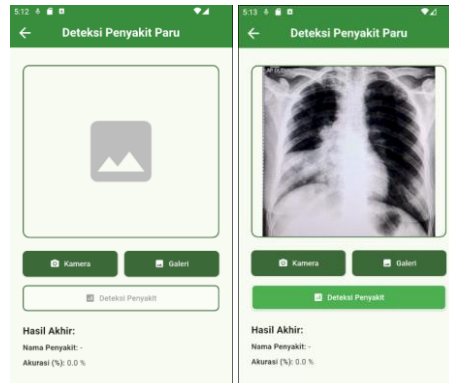 5:12
Deteksi Penyakit Paru
Kamera
Galeri
Deteksi Penyakit
Hasil Akhir:
Nama Penyakit: -
Akurasi (%): 0.0 %
5:13
Deteksi Penyakit Paru
Kamera
Galeri
Deteksi Penyakit
Hasil Akhir:
Nama Penyakit: -
Akurasi (%): 0.0 %